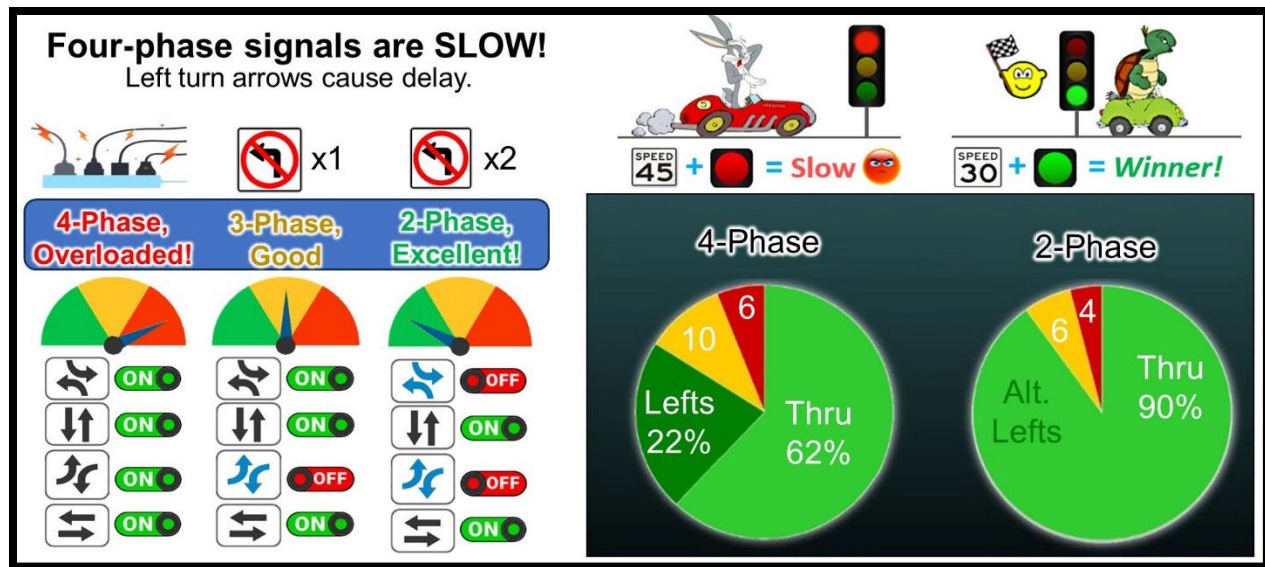 Four-phase signals are SLOW!
Left turn arrows cause delay.
x1
x2
4-Phase,
Overloaded!
3-Phase,
Good
2-Phase,
Excellent!
ON
ON
OFF
ON
ON
ON
ON
OFF
OFF
ON
ON
ON
SPEED
45
+
= Slow
SPEED
30
+
= Winner!
4-Phase
6
10
Lefts
22%
Thru
62%
2-Phase
4
6
Alt.
Lefts
Thru
90%